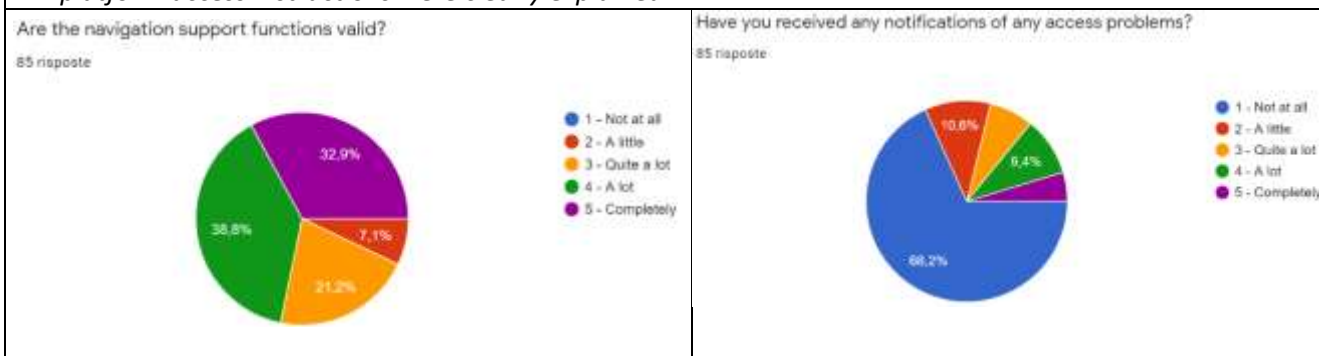 Are the navigation support functions valid?
85 risposte
1 - Not at all
2 - A little
3 - Quite a lot
4 - A lot
5 - Completely
32,9%
38,8%
7,1%
21,2%
Have you received any notifications of any access problems?
85 risposte
1 - Not at all
2 - A little
3 - Quite a lot
4 - A lot
5 - Completely
10,6%
9,4%
68,2%